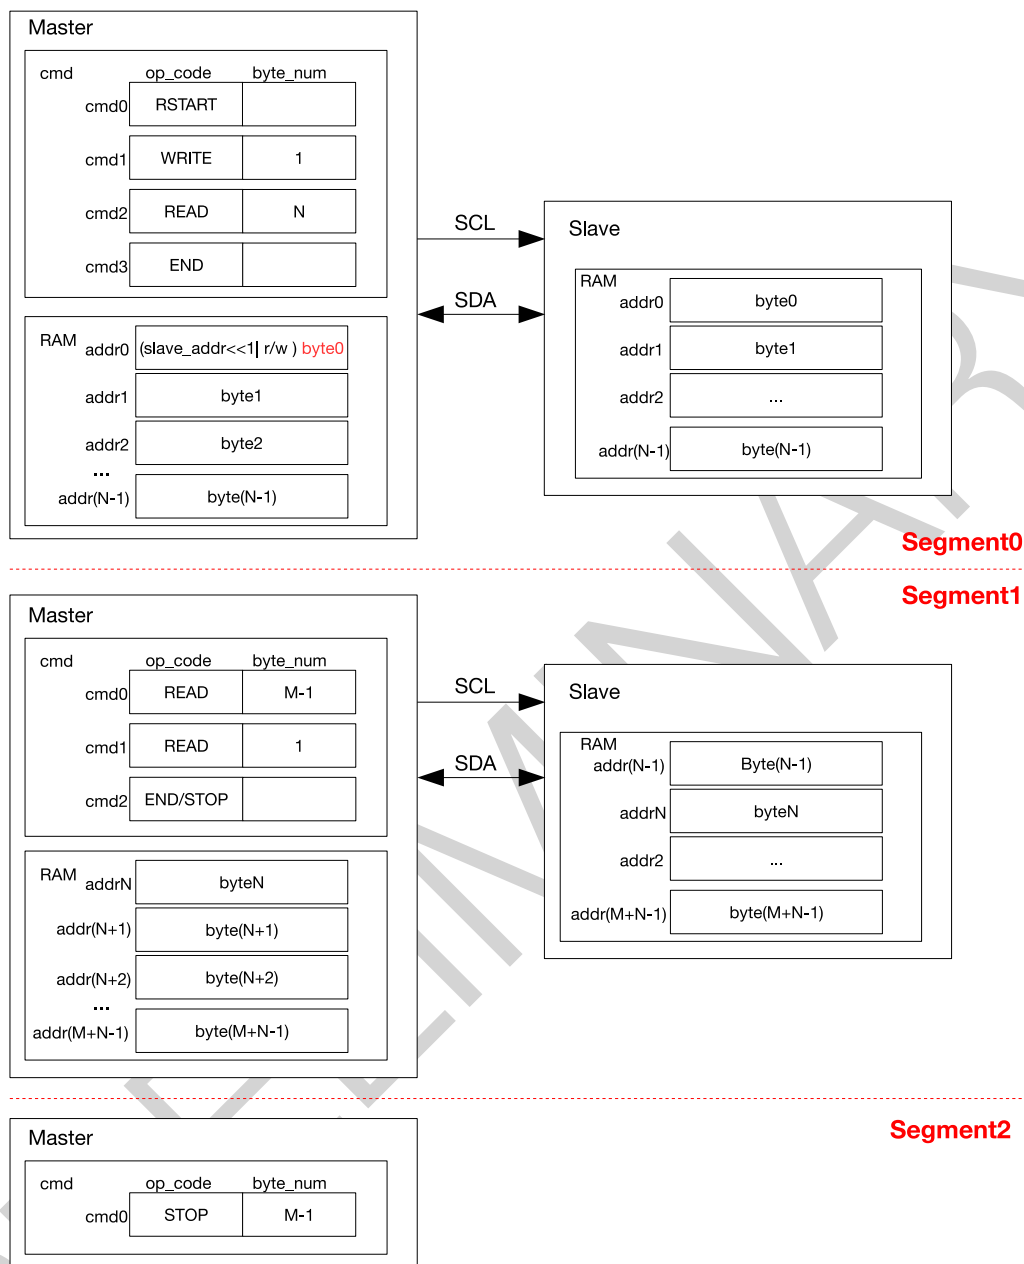 Master
cmd op_code byte_num
cmd0 RSTART
cmd1 WRITE 1
cmd2 READ N
cmd3 END
RAM addr0 (slave_addr<<1| r/w ) byte0
addr1 byte1
addr2 byte2
...
addr(N-1) byte(N-1)
SCL
SDA
Slave
RAM
addr0 byte0
addr1 byte1
addr2 ...
addr(N-1) byte(N-1)
Segment0
Segment1
Master
cmd op_code byte_num
cmd0 READ M-1
cmd1 READ 1
cmd2 END/STOP
RAM addrN byteN
addr(N+1) byte(N+1)
addr(N+2) byte(N+2)
...
addr(M+N-1) byte(M+N-1)
SCL
SDA
Slave
RAM
addr(N-1) Byte(N-1)
addrN byteN
addr2 ...
addr(M+N-1) byte(M+N-1)
Segment2
Master
cmd op_code byte_num
cmd0 STOP M-1